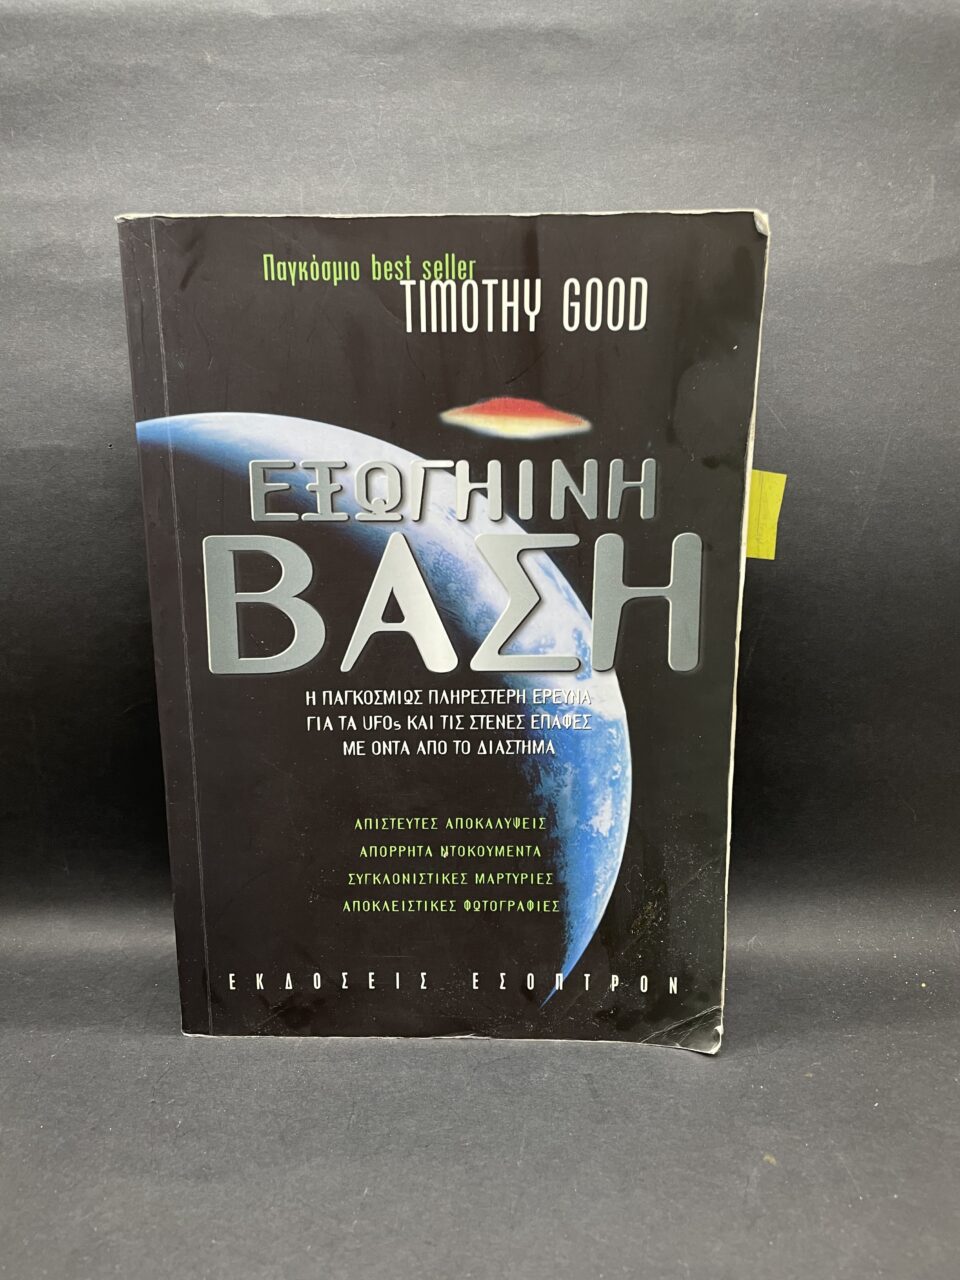 Παγκόσμιο best seller
TIMOTHY GOOD
ΕΞΩΓΗΙΝΗ
ΒΑΣΗ
Η ΠΑΓΚΟΣΜΙΩΣ ΠΛΗΡΕΣΤΕΡΗ ΕΡΕΥΝΑ
ΓΙΑ ΤΑ UFOs ΚΑΙ ΤΙΣ ΣΤΕΝΕΣ ΕΠΑΦΕΣ
ΜΕ ΟΝΤΑ ΑΠΟ ΤΟ ΔΙΑΣΤΗΜΑ
ΑΠΙΣΤΕΥΤΕΣ ΑΠΟΚΑΛΥΨΕΙΣ
ΑΠΟΡΡΗΤΑ ΝΤΟΚΟΥΜΕΝΤΑ
ΣΥΓΚΛΟΝΙΣΤΙΚΕΣ ΜΑΡΤΥΡΙΕΣ
ΑΠΟΚΛΕΙΣΤΙΚΕΣ ΦΩΤΟΓΡΑΦΙΕΣ
ΕΚΔΟΣΕΙΣ ΕΣΟΠΤΡΟΝ